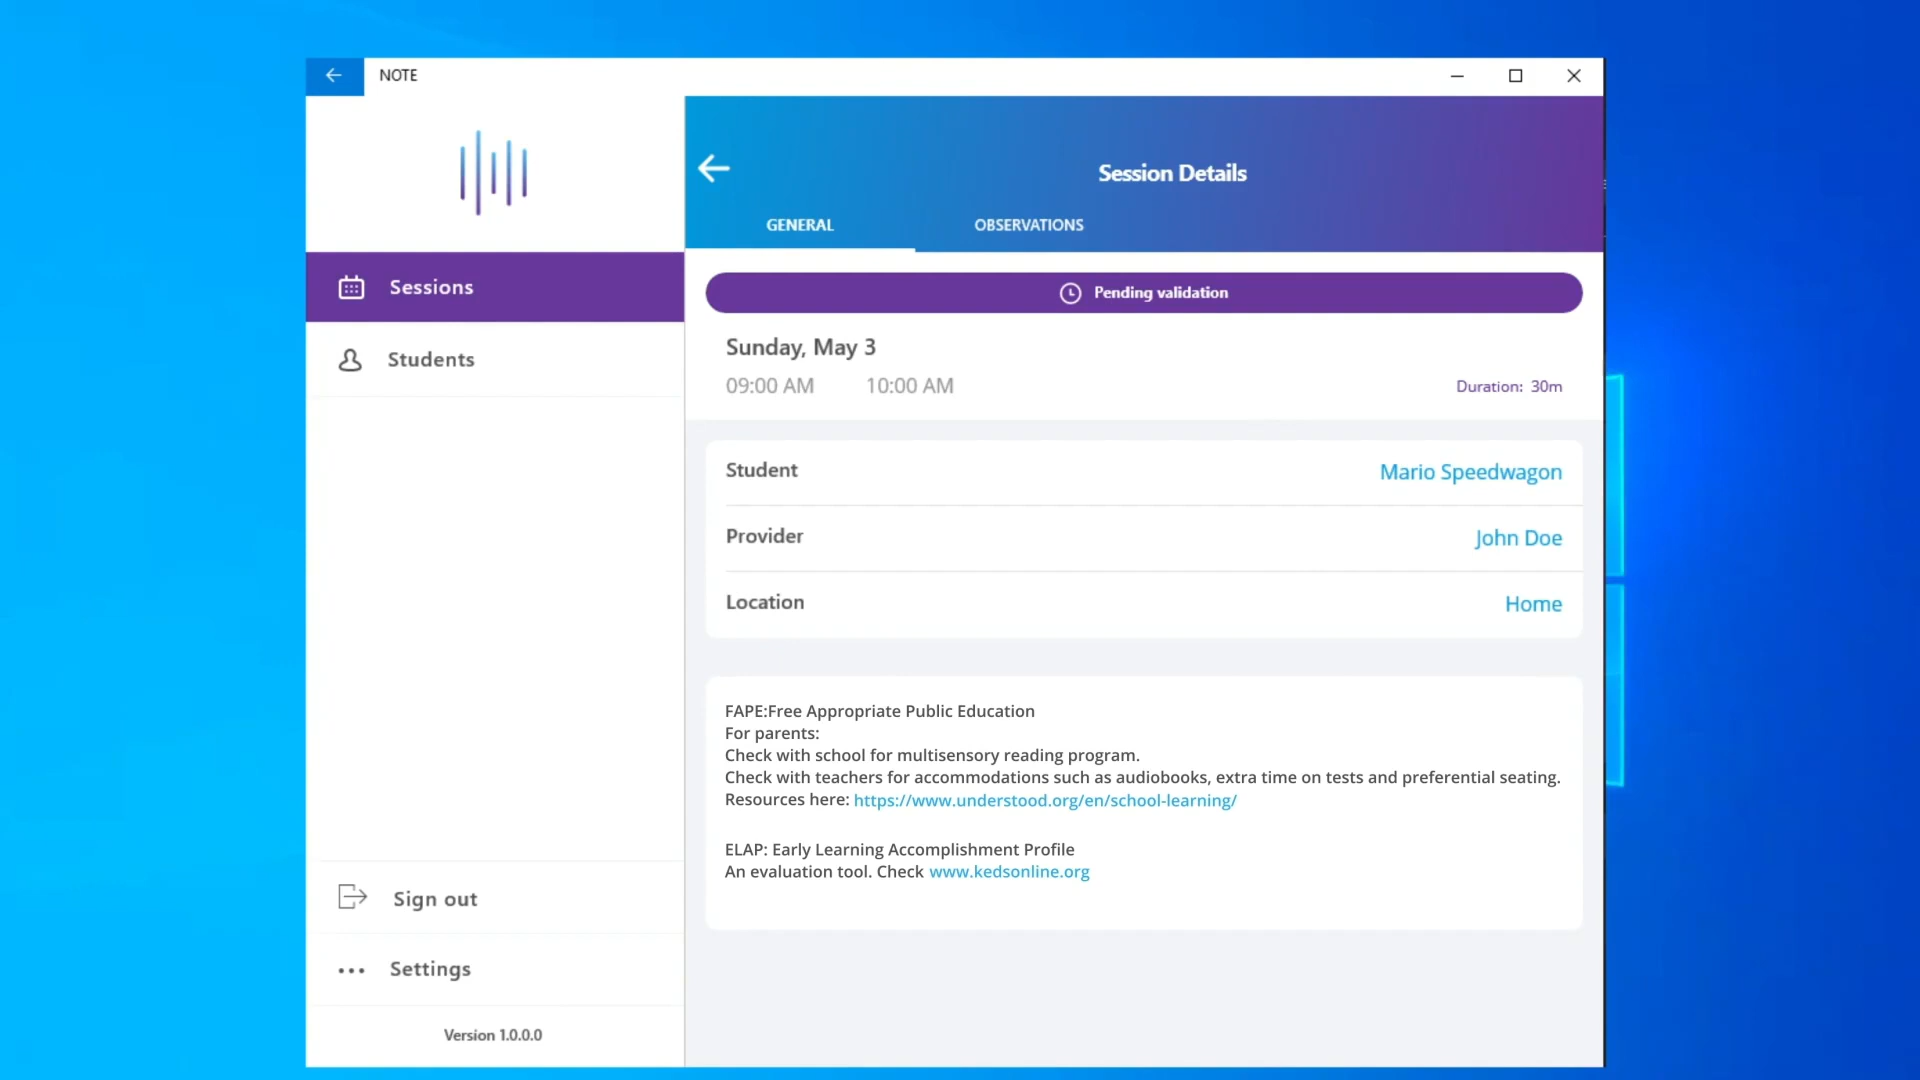 NOTE
Session Details
GENERAL
OBSERVATIONS
Sessions
Students
Sign out
Settings
Version 1.0.0.0
Pending validation
Sunday, May 3
09:00 AM 10:00 AM
Duration: 30m
Student Mario Speedwagon
Provider John Doe
Location Home
FAPE:Free Appropriate Public Education
For parents:
Check with school for multisensory reading program.
Check with teachers for accommodations such as audiobooks, extra time on tests and preferential seating.
Resources here: https://www.understood.org/en/school-learning/
ELAP: Early Learning Accomplishment Profile
An evaluation tool. Check www.kedsonline.org